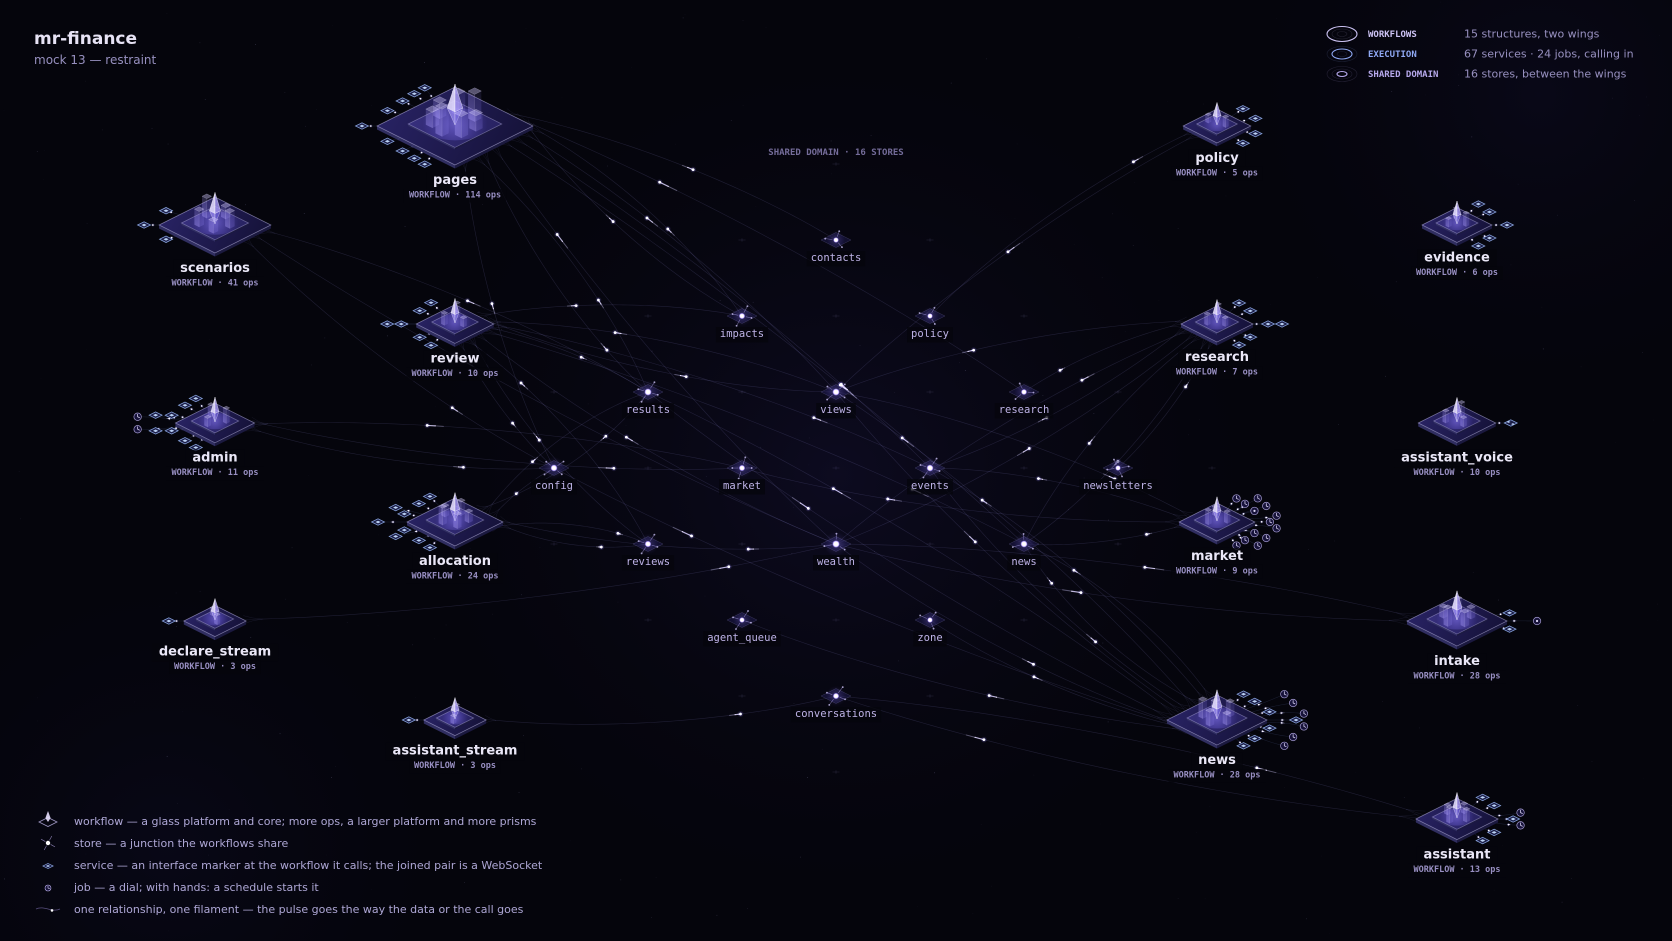 mr-finance
mock 13 — restraint
WORKFLOWS 15 structures, two wings
EXECUTION 67 services · 24 jobs, calling in
SHARED DOMAIN 16 stores, between the wings
SHARED DOMAIN · 16 STORES
pages
WORKFLOW · 114 ops
policy
WORKFLOW · 5 ops
scenarios
WORKFLOW · 41 ops
contacts
evidence
WORKFLOW · 6 ops
impacts
policy
review
WORKFLOW · 10 ops
research
WORKFLOW · 7 ops
results
views
research
admin
WORKFLOW · 11 ops
assistant_voice
WORKFLOW · 10 ops
config
market
events
newsletters
allocation
WORKFLOW · 24 ops
reviews
wealth
news
market
WORKFLOW · 9 ops
declare_stream
WORKFLOW · 3 ops
agent_queue
zone
intake
WORKFLOW · 28 ops
conversations
assistant_stream
WORKFLOW · 3 ops
news
WORKFLOW · 28 ops
assistant
WORKFLOW · 13 ops
workflow — a glass platform and core; more ops, a larger platform and more prisms
store — a junction the workflows share
service — an interface marker at the workflow it calls; the joined pair is a WebSocket
job — a dial; with hands: a schedule starts it
one relationship, one filament — the pulse goes the way the data or the call goes